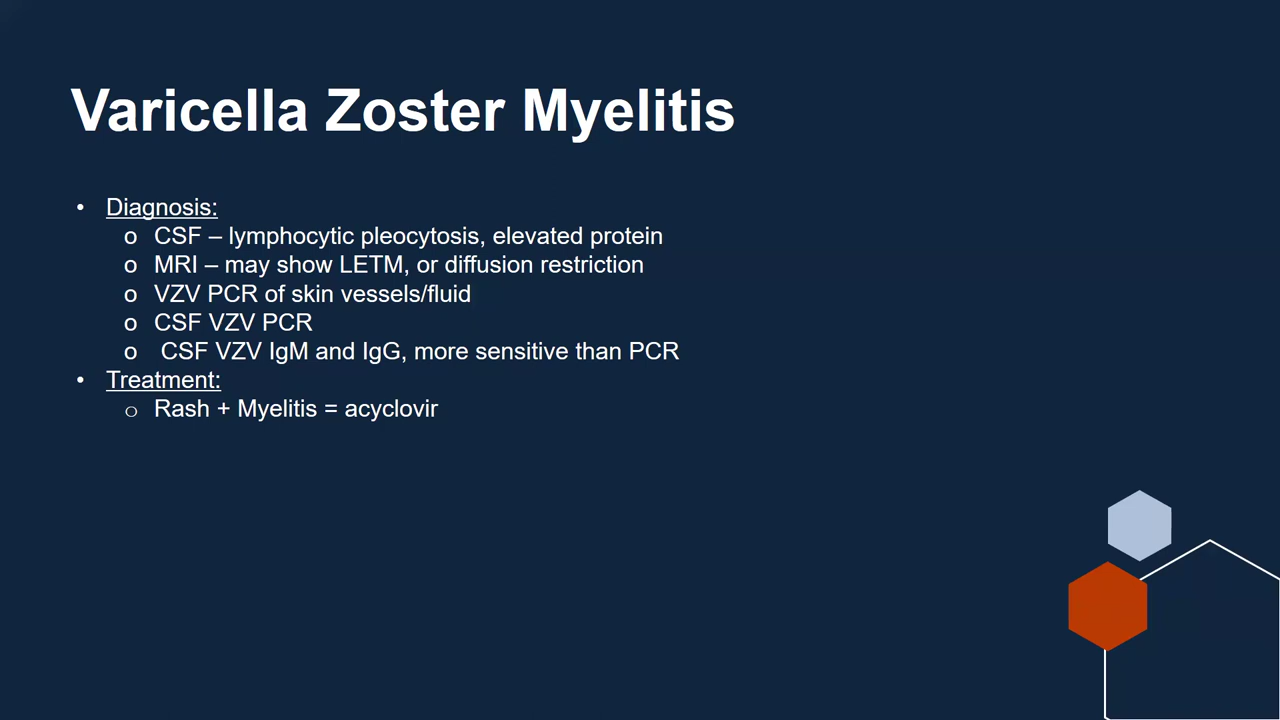 Varicella Zoster Myelitis
• Diagnosis:
o CSF – lymphocytic pleocytosis, elevated protein
o MRI – may show LETM, or diffusion restriction
o VZV PCR of skin vessels/fluid
o CSF VZV PCR
o CSF VZV IgM and IgG, more sensitive than PCR
• Treatment:
o Rash + Myelitis = acyclovir